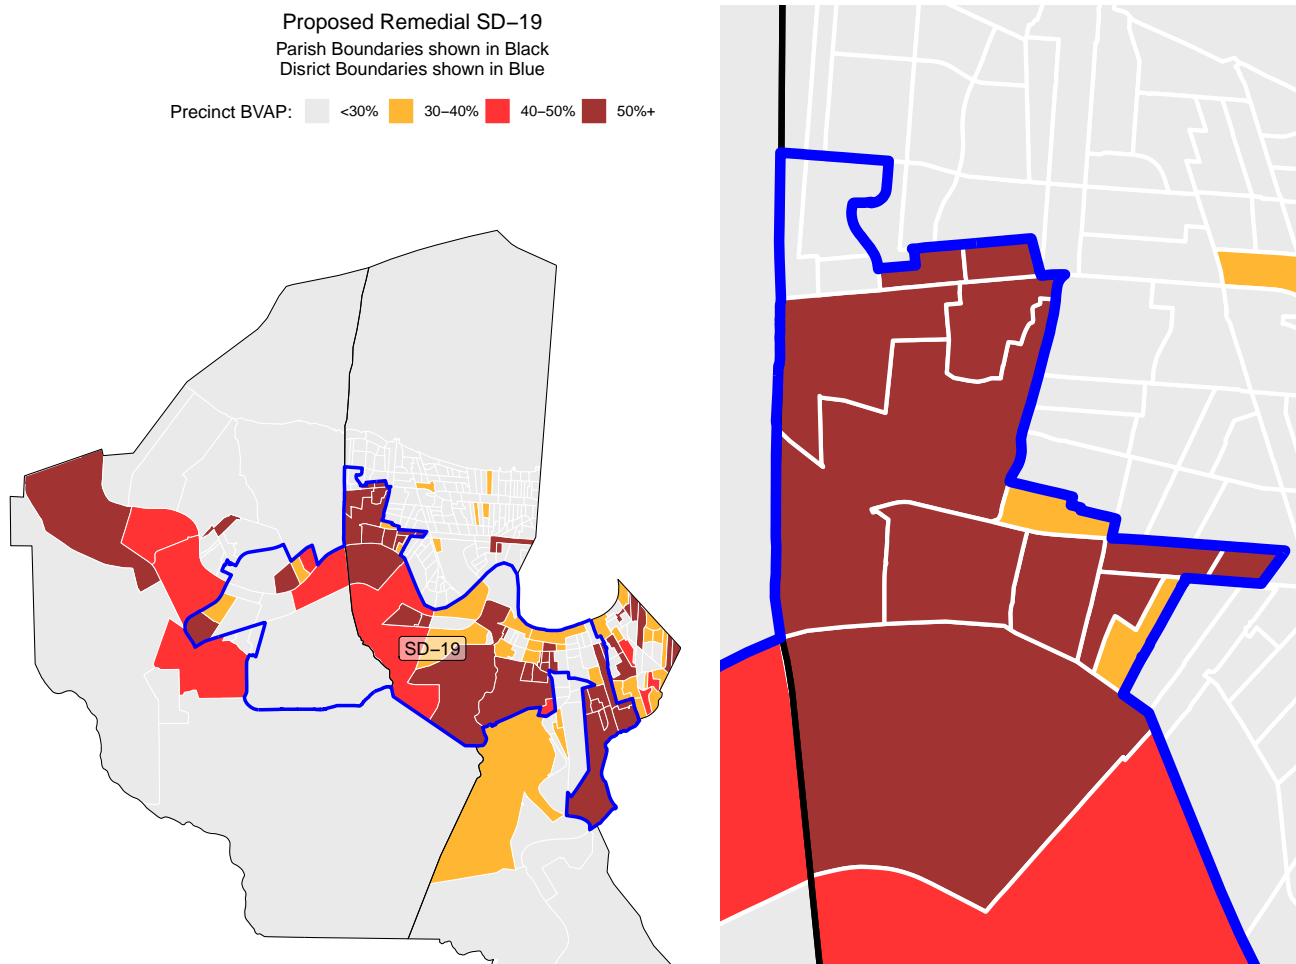 Proposed Remedial SD−19
Parish Boundaries shown in Black
Disrict Boundaries shown in Blue
Precinct BVAP: <30% 30−40% 40−50% 50%+
SD−19